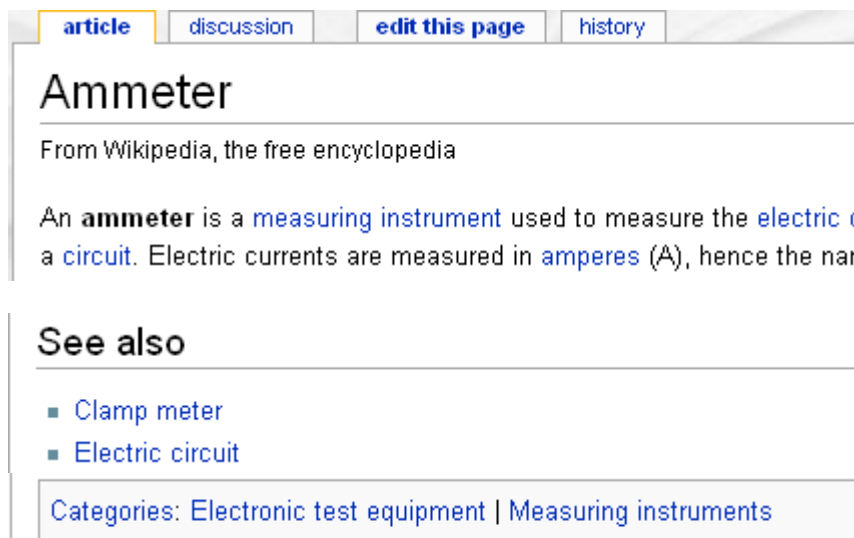 article discussion edit this page history
Ammeter
From Wikipedia, the free encyclopedia
An ammeter is a measuring instrument used to measure the electric
a circuit. Electric currents are measured in amperes (A), hence the
See also
Clamp meter
Electric circuit
Categories: Electronic test equipment | Measuring instruments